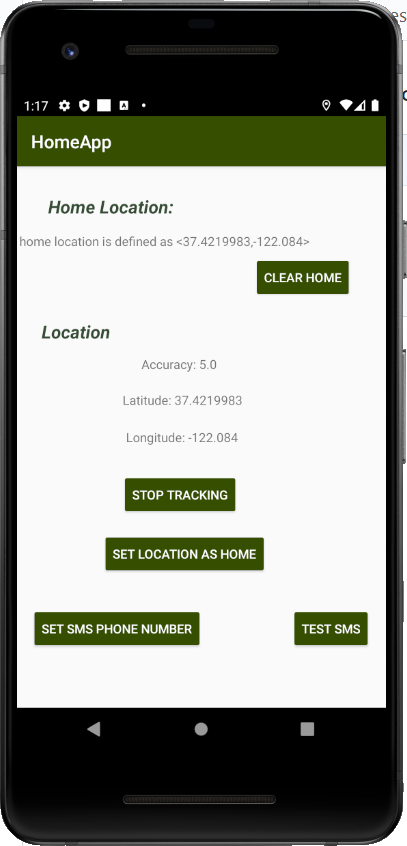 es
1:17
HomeApp
Home Location:
home location is defined as <37.4219983,-122.084>
CLEAR HOME
Location
Accuracy: 5.0
Latitude: 37.4219983
Longitude: -122.084
STOP TRACKING
SET LOCATION AS HOME
SET SMS PHONE NUMBER TEST SMS